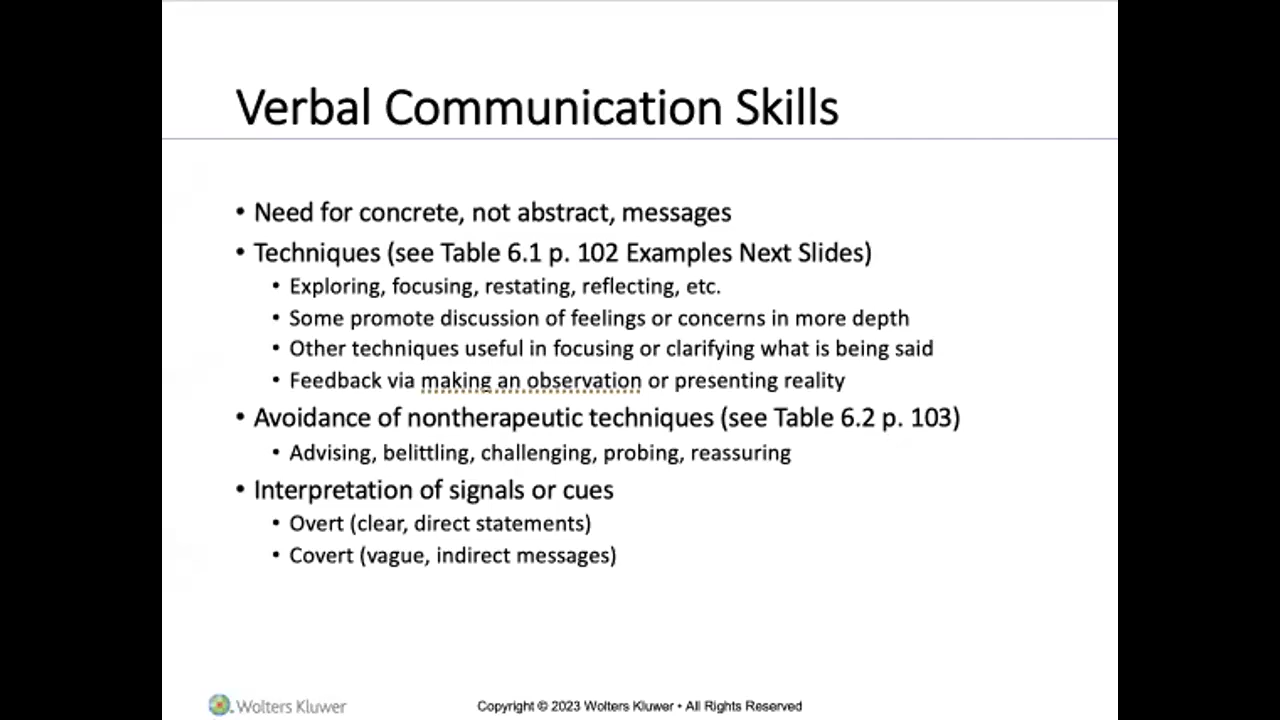 Verbal Communication Skills
• Need for concrete, not abstract, messages
• Techniques (see Table 6.1 p. 102 Examples Next Slides)
• Exploring, focusing, restating, reflecting, etc.
• Some promote discussion of feelings or concerns in more depth
• Other techniques useful in focusing or clarifying what is being said
• Feedback via making an observation or presenting reality
• Avoidance of nontherapeutic techniques (see Table 6.2 p. 103)
• Advising, belittling, challenging, probing, reassuring
• Interpretation of signals or cues
• Overt (clear, direct statements)
• Covert (vague, indirect messages)
Wolters Kluwer
Copyright © 2023 Wolters Kluwer • All Rights Reserved